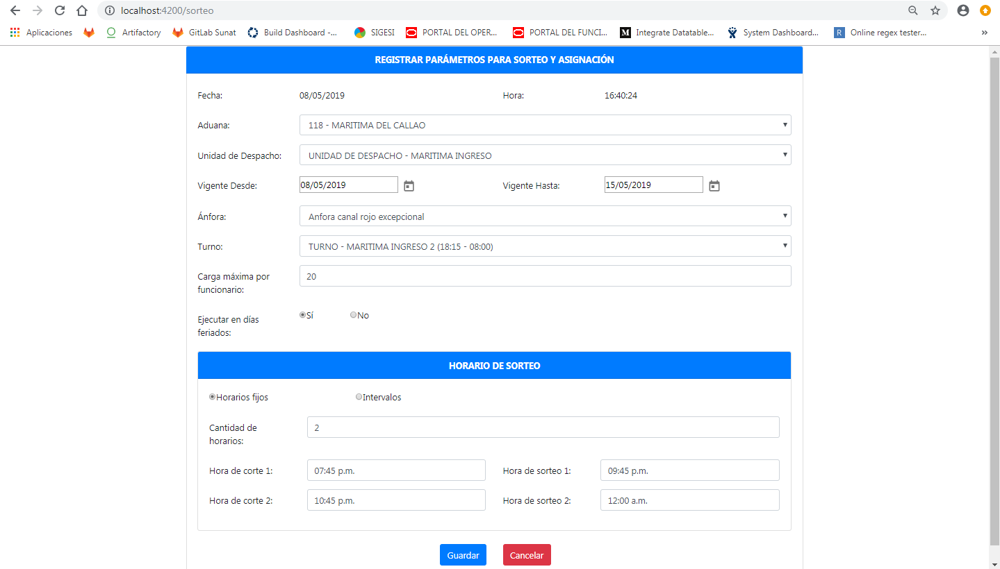 localhost:4200/sorteo
Aplicaciones Artifactory GitLab Sunat Build Dashboard -... SIGESI PORTAL DEL OPER... PORTAL DEL FUNCI... M Integrate Datatable... System Dashboard... R Online regex tester... »
REGISTRAR PARÁMETROS PARA SORTEO Y ASIGNACIÓN
Fecha: 08/05/2019 Hora: 16:40:24
Aduana: 118 - MARITIMA DEL CALLAO
Unidad de Despacho: UNIDAD DE DESPACHO - MARITIMA INGRESO
Vigente Desde: 08/05/2019 Vigente Hasta: 15/05/2019
Ánfora: Anfora canal rojo excepcional
Turno: TURNO - MARITIMA INGRESO 2 (18:15 - 08:00)
Carga máxima por funcionario: 20
Ejecutar en días feriados: Sí No
HORARIO DE SORTEO
Horarios fijos Intervalos
Cantidad de horarios: 2
Hora de corte 1: 07:45 p.m. Hora de sorteo 1: 09:45 p.m.
Hora de corte 2: 10:45 p.m. Hora de sorteo 2: 12:00 a.m.
Guardar Cancelar